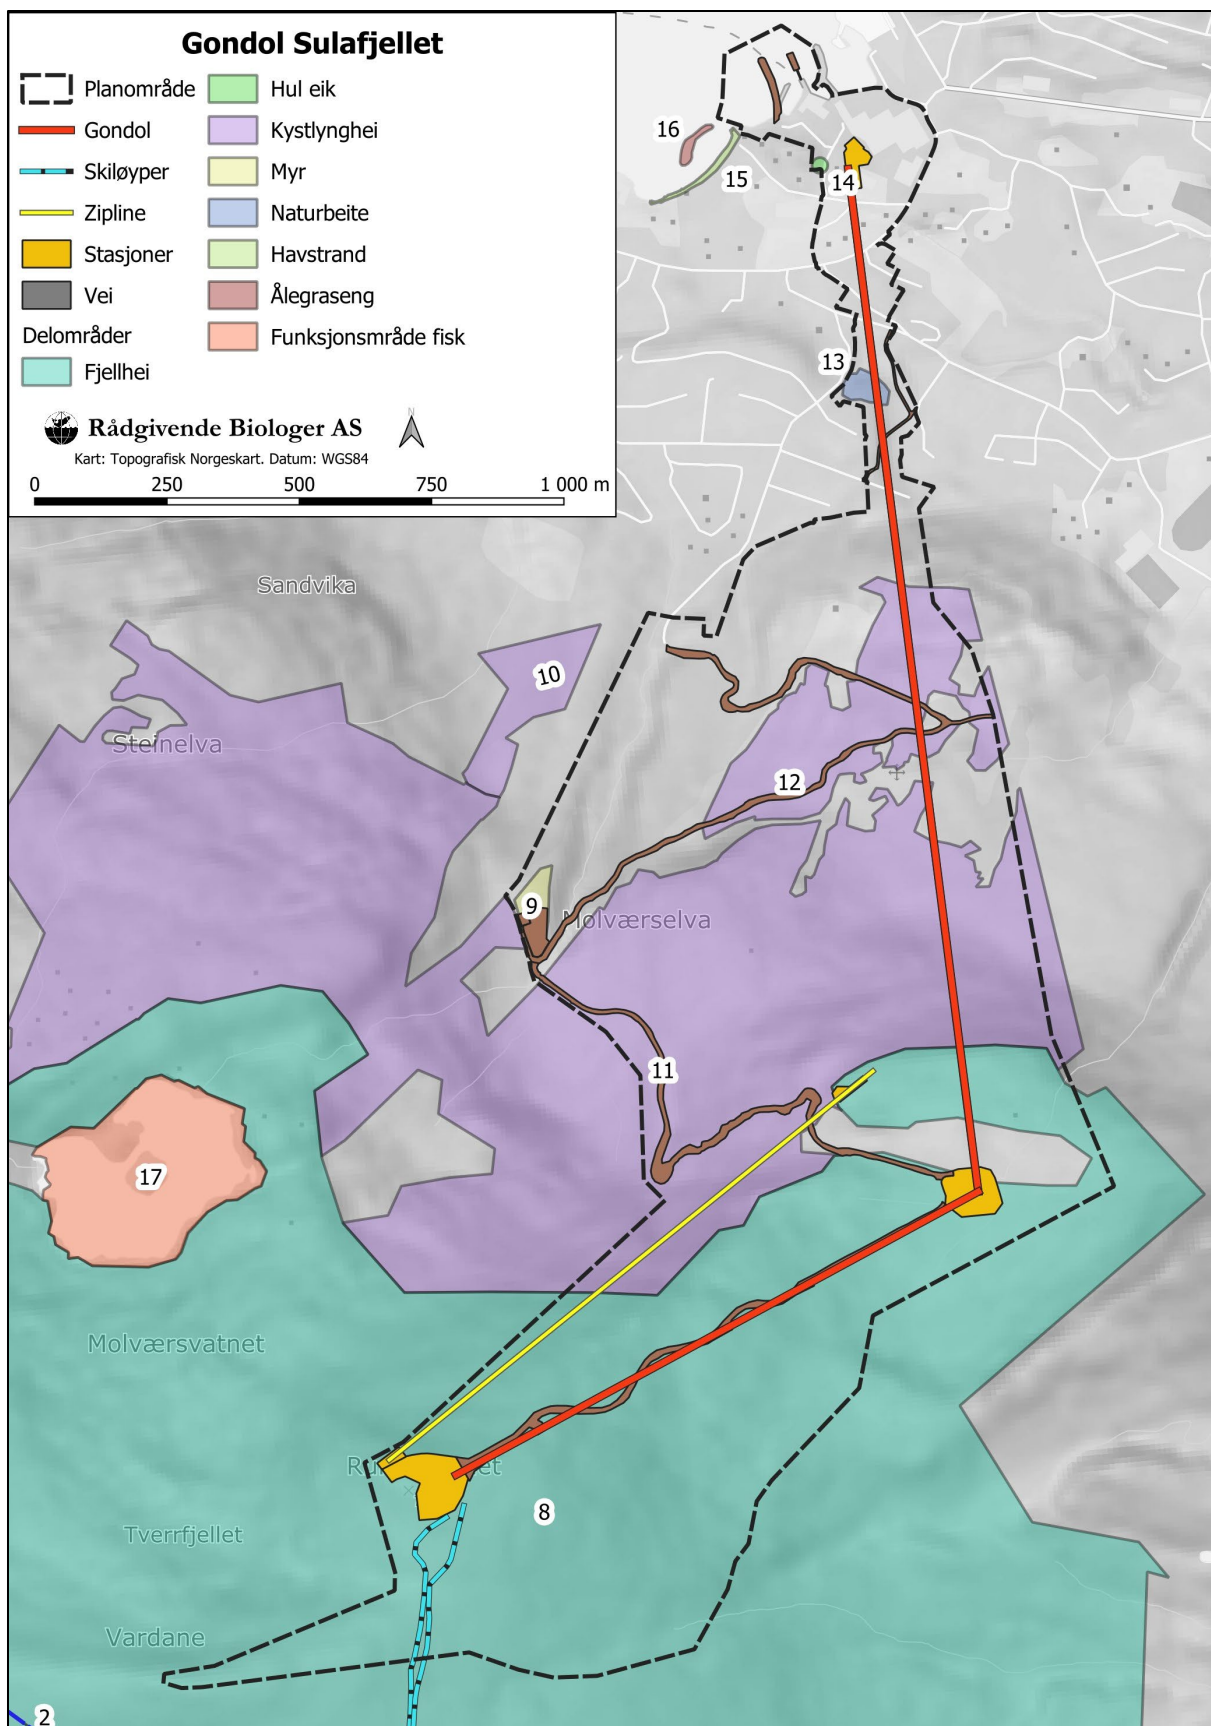 Gondol Sulafjellet
Planområde
Gondol
Skiløyper
Zipline
Stasjoner
Vei
Delområder
Fjellhei
Hul eik
Kystlynghei
Myr
Naturbeite
Havstrand
Ålegraseng
Funksjonsmråde fisk
Rådgivende Biologer AS
N
Kart: Topografisk Norgeskart. Datum: WGS84
0 250 500 750 1 000 m
16
15
14
13
Sandvika
10
Steinelva
12
9
Molværselva
11
17
Molværsvatnet
8
Tverrfjellet
Vardane
2